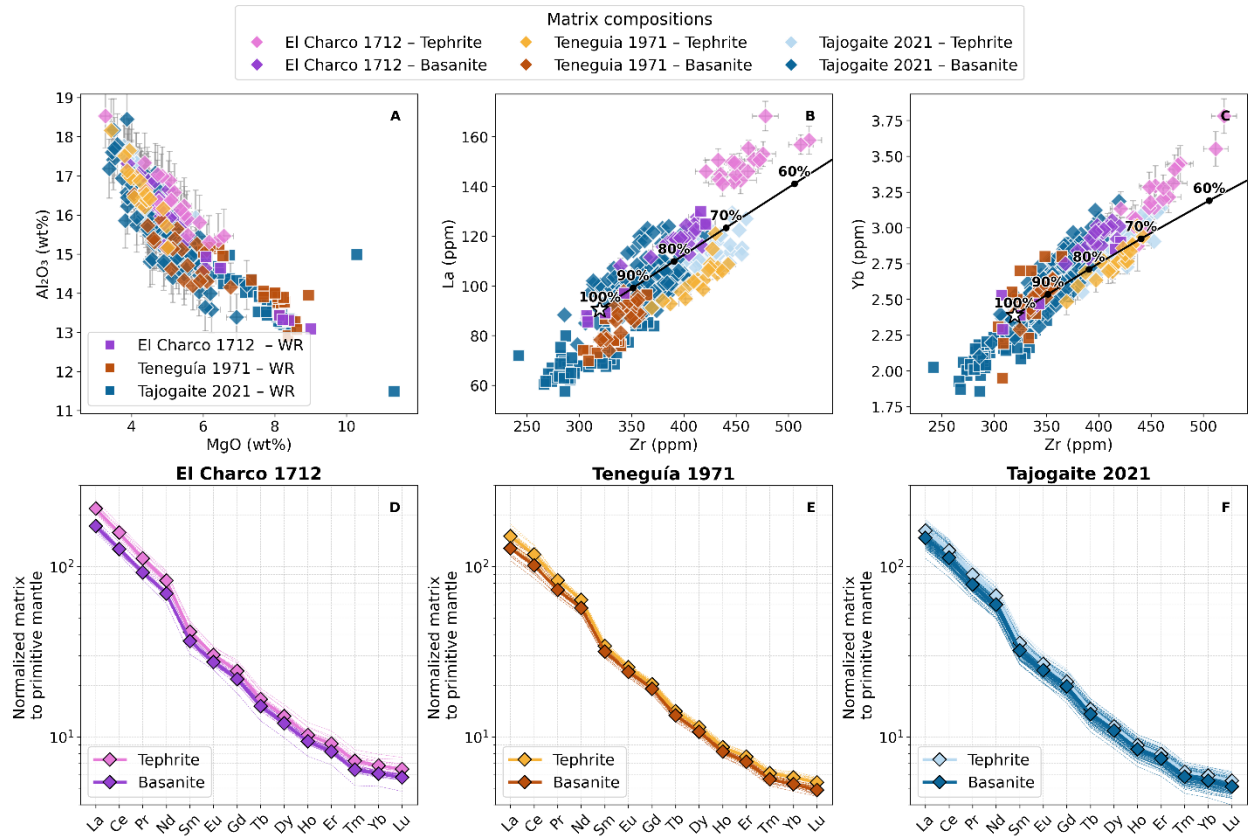 Matrix compositions
El Charco 1712 – Tephrite
Teneguia 1971 – Tephrite
Tajogaite 2021 – Tephrite
El Charco 1712 – Basanite
Teneguia 1971 – Basanite
Tajogaite 2021 – Basanite
A
19
18
17
16
15
14
13
12
11
Al₂O₃ (wt%)
4
6
8
10
MgO (wt%)
El Charco 1712 – WR
Teneguía 1971 – WR
Tajogaite 2021 – WR
B
160
140
120
100
80
60
La (ppm)
100%
90%
80%
70%
60%
250
300
350
400
450
500
Zr (ppm)
C
3.75
3.50
3.25
3.00
2.75
2.50
2.25
2.00
1.75
Yb (ppm)
100%
90%
80%
70%
60%
250
300
350
400
450
500
Zr (ppm)
El Charco 1712
D
10²
10¹
Normalized matrix
to primitive mantle
Tephrite
Basanite
La Ce Pr Nd Sm Eu Gd Tb Dy Ho Er Tm Yb Lu
Teneguía 1971
E
10²
10¹
Normalized matrix
to primitive mantle
Tephrite
Basanite
La Ce Pr Nd Sm Eu Gd Tb Dy Ho Er Tm Yb Lu
Tajogaite 2021
F
10²
10¹
Normalized matrix
to primitive mantle
Tephrite
Basanite
La Ce Pr Nd Sm Eu Gd Tb Dy Ho Er Tm Yb Lu